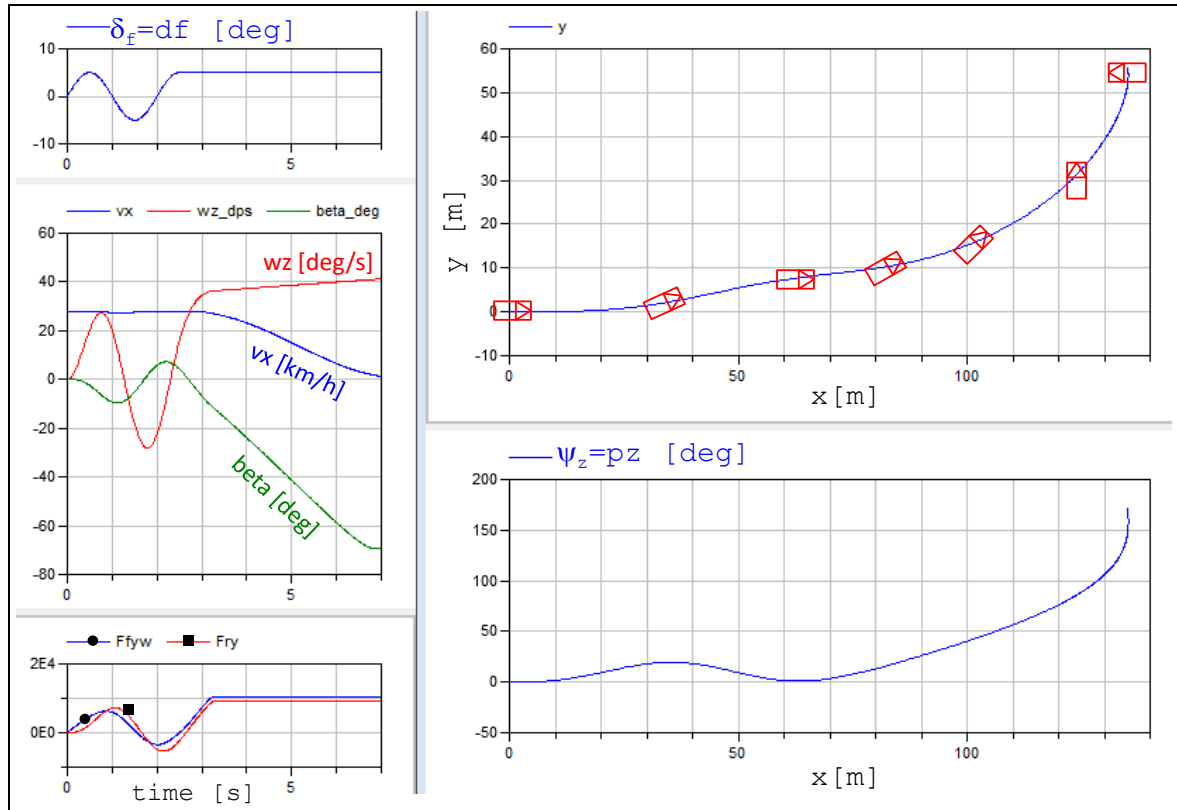 δf=df [deg]
10
0
-10
0 5
vx wz_dps beta_deg
60
40
20
0
-20
-40
-60
-80
wz [deg/s]
vx [km/h]
beta [deg]
0 5
Ffyw Fry
2E4
0E0
0 5
time [s]
y
60
50
40
30
20
10
0
-10
y [m]
0 50 100
x[m]
ψz=pz [deg]
200
150
100
50
0
-50
0 50 100
x[m]